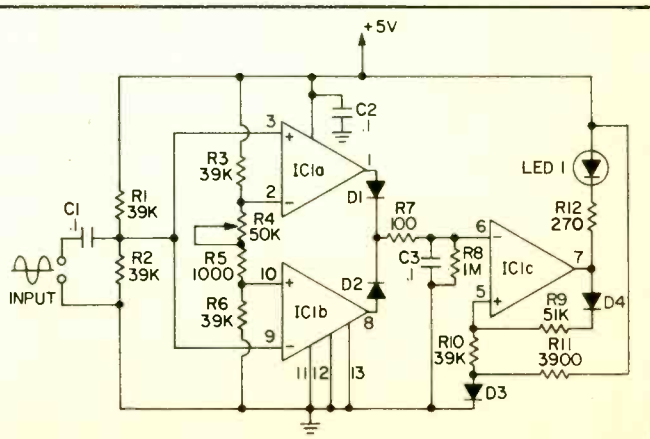 +5V
C2
.1
3
+
IC1a
1
2
−
R3
39K
R1
39K
C1
.1
R2
39K
INPUT
R4
50K
R5
1000
R6
39K
10
+
IC1b
8
9
−
11
12
13
D1
D2
R7
100
C3
.1
R8
1M
6
−
IC1c
7
5
+
LED 1
R12
270
D4
R9
51K
R10
39K
R11
3900
D3